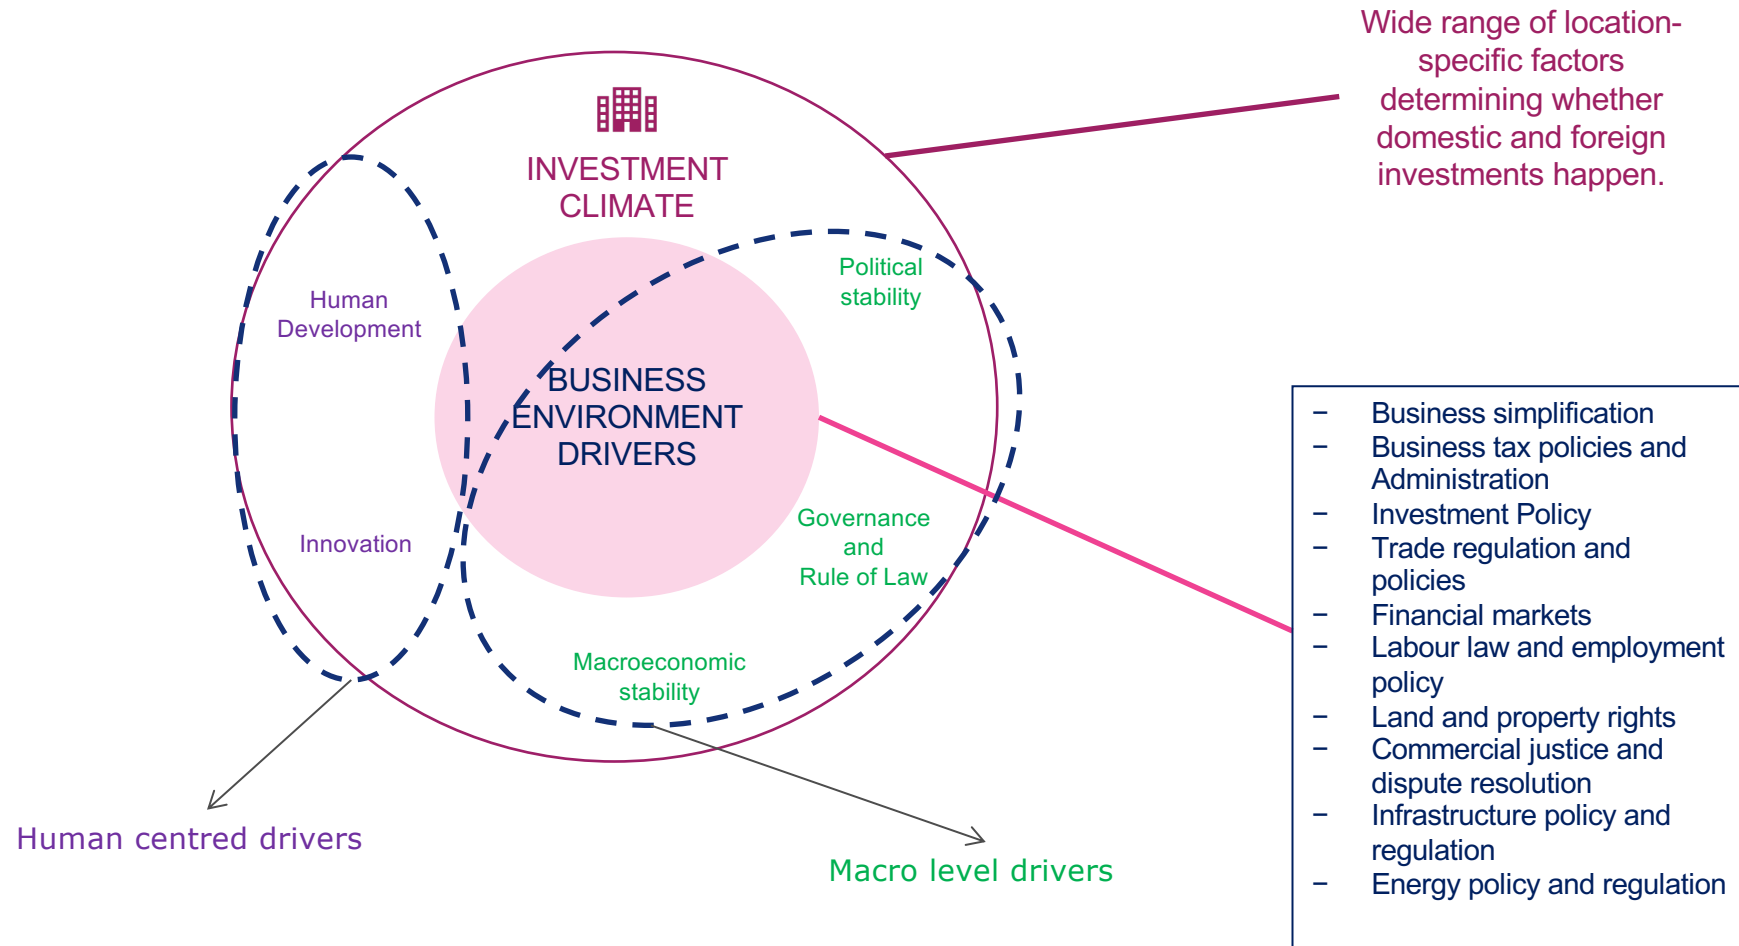 Wide range of location-
specific factors
determining whether
domestic and foreign
investments happen.
INVESTMENT
CLIMATE
Human
Development
Political
stability
BUSINESS
ENVIRONMENT
DRIVERS
Innovation
Governance
and
Rule of Law
Macroeconomic
stability
– Business simplification
– Business tax policies and
Administration
– Investment Policy
– Trade regulation and
policies
– Financial markets
– Labour law and employment
policy
– Land and property rights
– Commercial justice and
dispute resolution
– Infrastructure policy and
regulation
– Energy policy and regulation
Human centred drivers
Macro level drivers